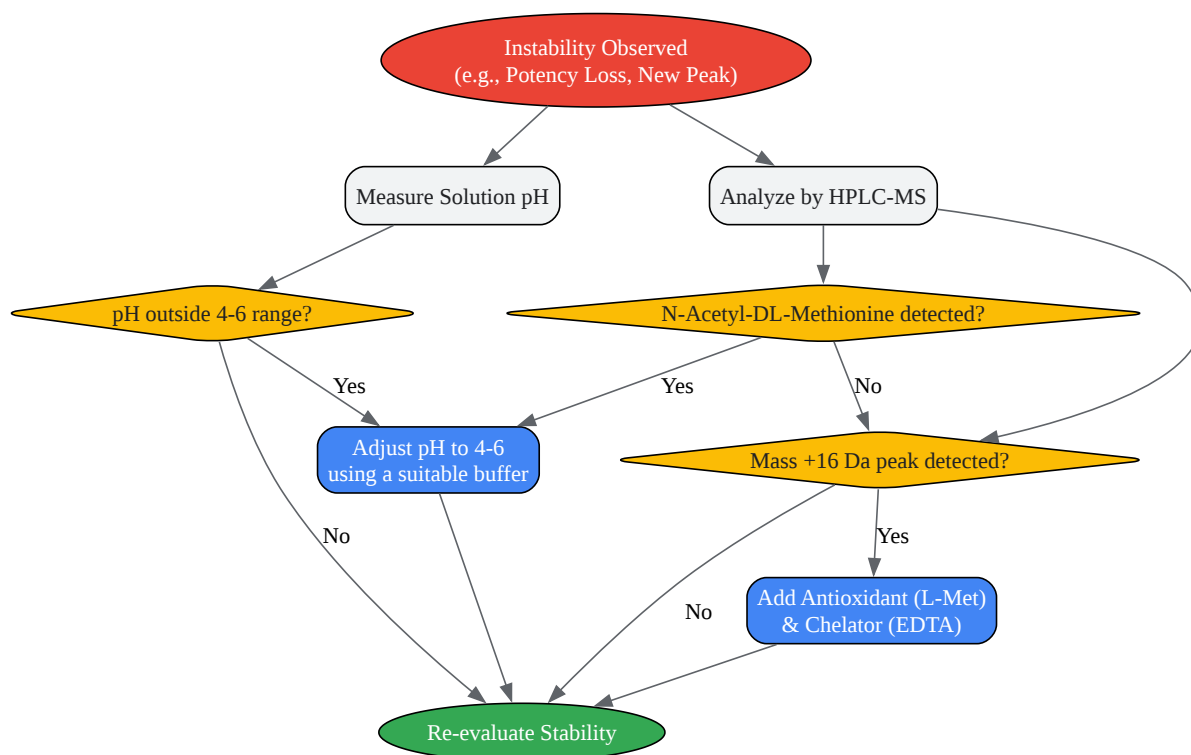 Instability Observed
(e.g., Potency Loss, New Peak)
Measure Solution pH
Analyze by HPLC-MS
pH outside 4-6 range?
N-Acetyl-DL-Methionine detected?
Yes
Yes
No
Adjust pH to 4-6
using a suitable buffer
Mass +16 Da peak detected?
No
Yes
No
Add Antioxidant (L-Met)
& Chelator (EDTA)
Re-evaluate Stability